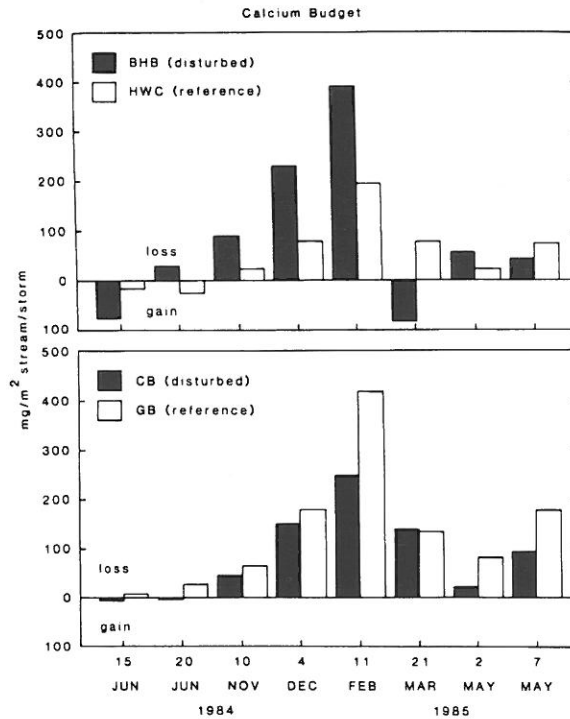 Calcium Budget
500
BHB (disturbed)
400
HWC (reference)
300
200
100
loss
0
gain
100
mg/m² stream/storm
500
CB (disturbed)
400
GB (reference)
300
200
100
loss
0
gain
100
15 20 10 4 11 21 2 7
JUN JUN NOV DEC FEB MAR MAY MAY
1984 1985